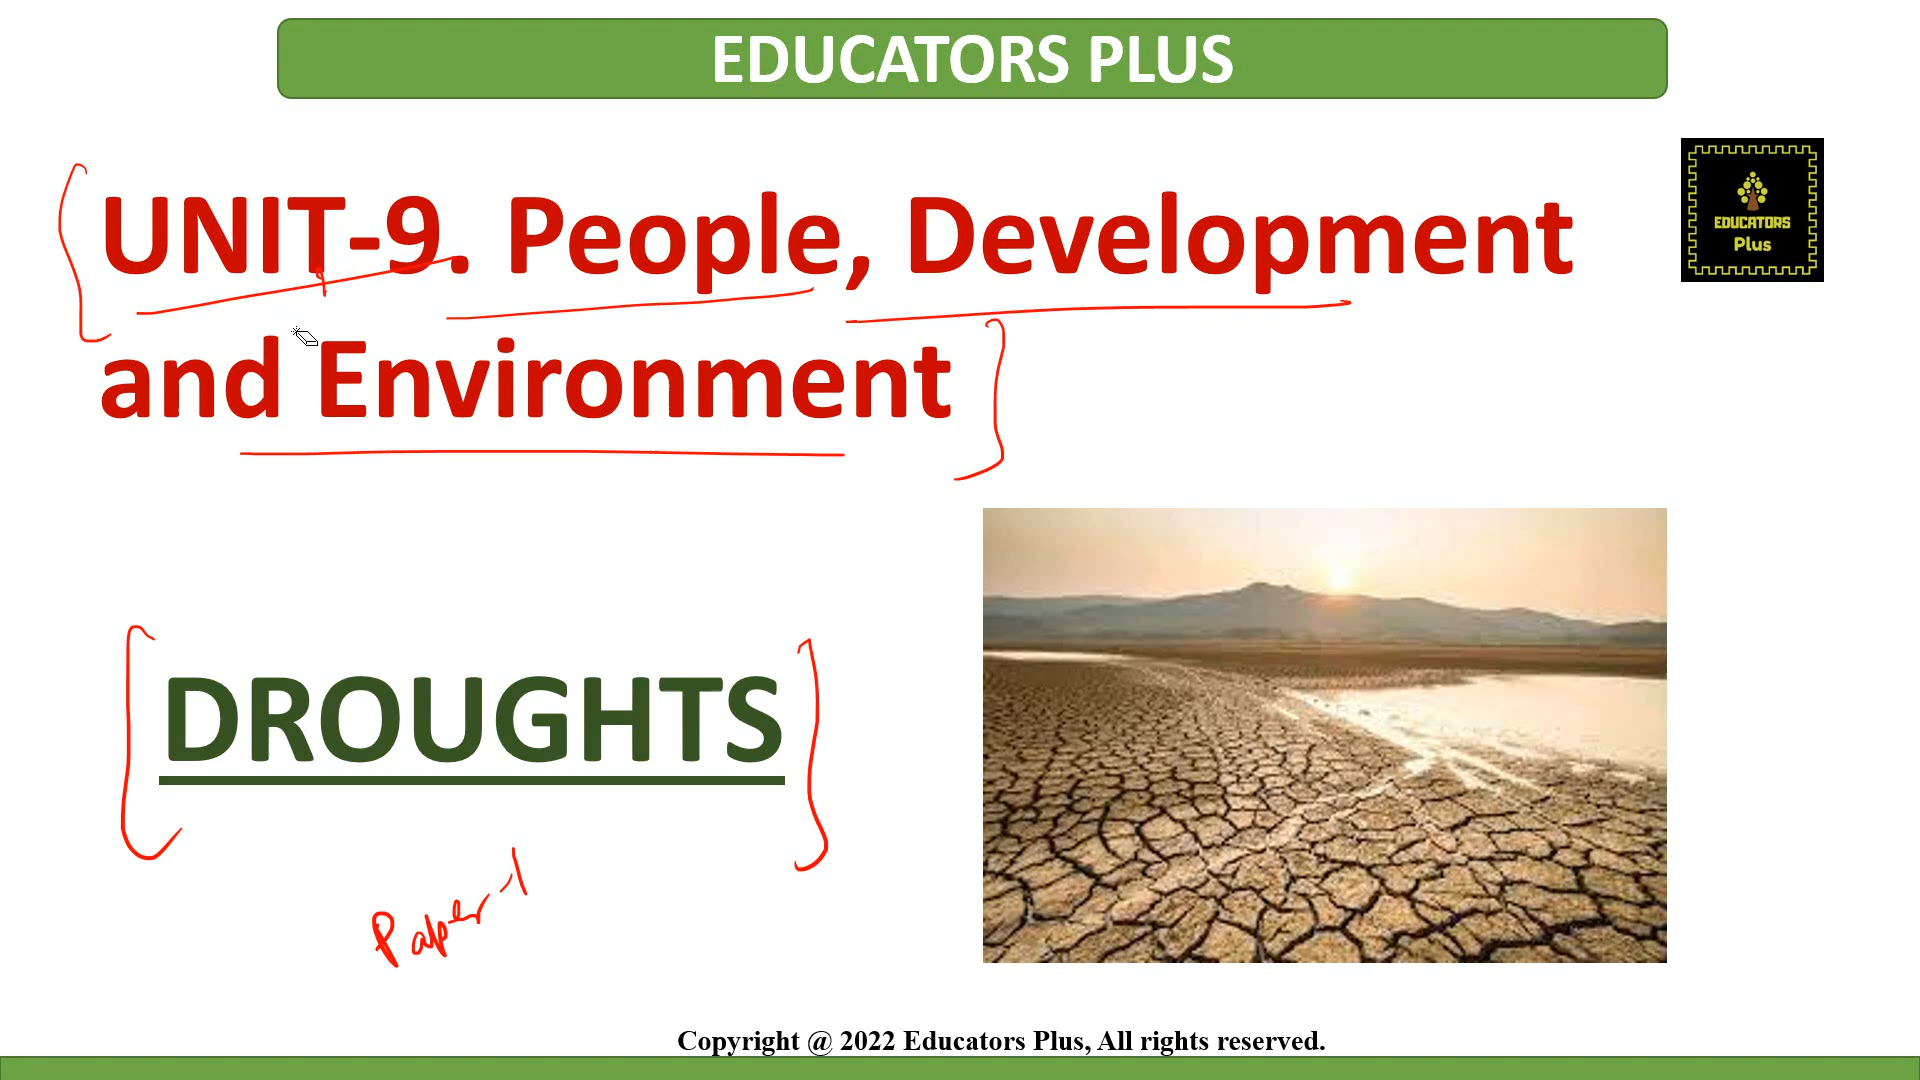 EDUCATORS PLUS
UNIT-9. People, Development
and Environment
EDUCATORS
Plus
DROUGHTS
Paper-1
Copyright @ 2022 Educators Plus, All rights reserved.